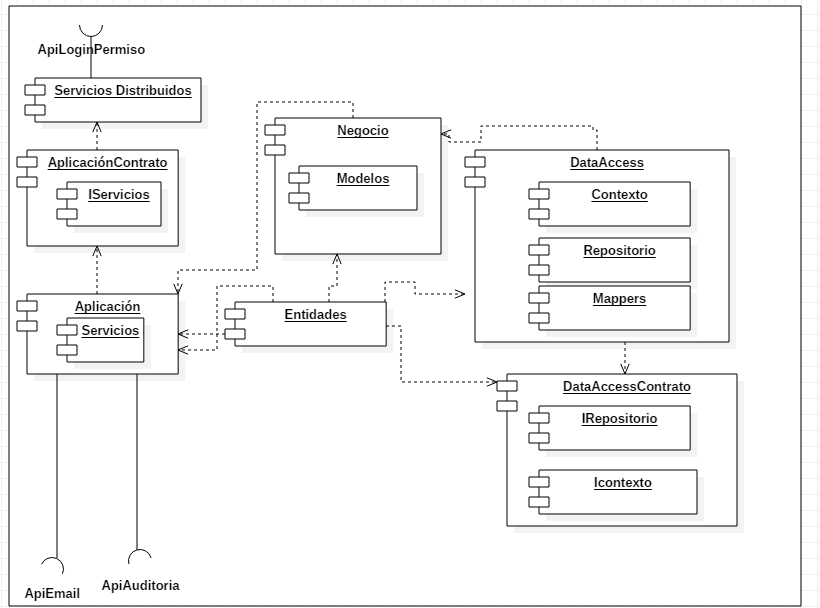 ApiLoginPermiso
Servicios Distribuidos
AplicaciónContrato
IServicios
Aplicación
Servicios
Negocio
Modelos
Entidades
DataAccess
Contexto
Repositorio
Mappers
DataAccessContrato
IRepositorio
Icontexto
ApiEmail
ApiAuditoria